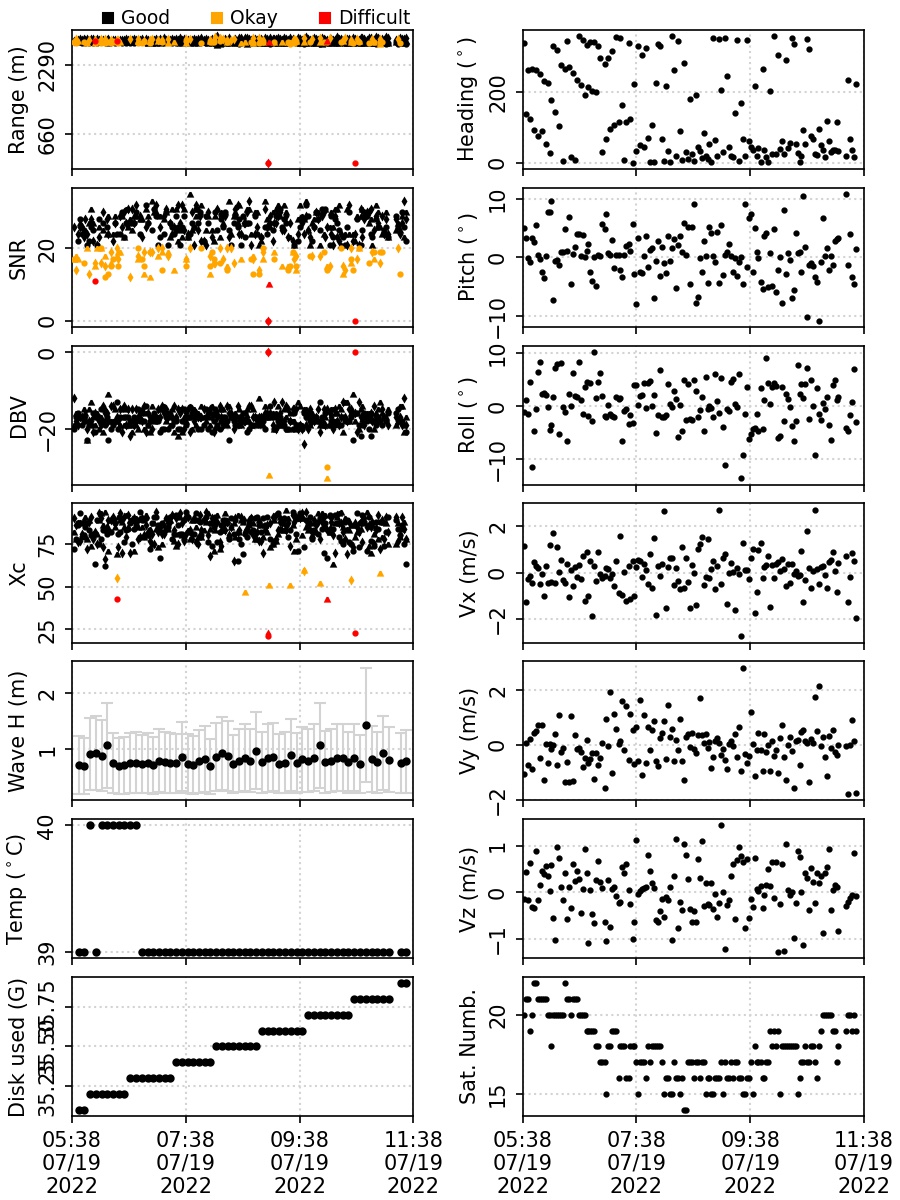 Good Okay Difficult
Range (m)
2290
660
Heading (°)
200
0
SNR
20
0
Pitch (°)
10
0
−10
DBV
0
−20
Roll (°)
10
0
−10
Xc
75
50
25
Vx (m/s)
2
0
−2
Wave H (m)
2
1
Vy (m/s)
2
0
−2
Temp (°C)
40
39
Vz (m/s)
1
0
−1
Disk used (G)
Sat. Numb.
20
15
05:38 07:38 09:38 11:38
07/19 07/19 07/19 07/19
2022 2022 2022 2022
05:38 07:38 09:38 11:38
07/19 07/19 07/19 07/19
2022 2022 2022 2022